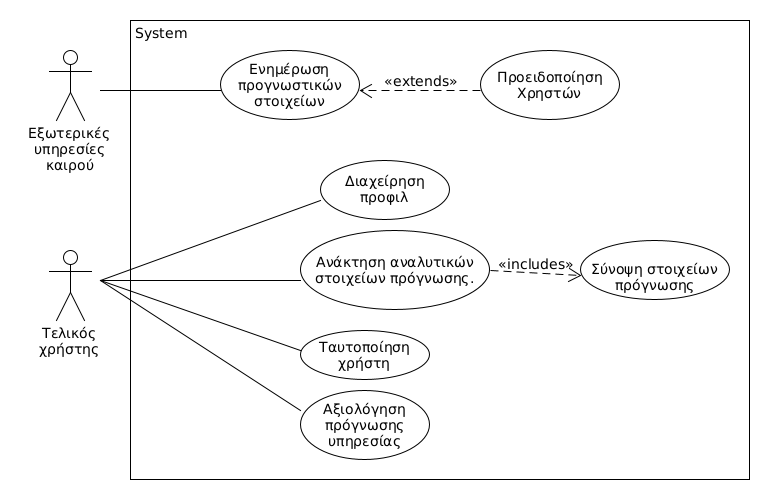 System
Εξωτερικές
υπηρεσίες
καιρού
Ενημέρωση
προγνωστικών
στοιχείων
«extends»
Προειδοποίηση
Χρηστών
Διαχείρηση
προφιλ
Ανάκτηση αναλυτικών
στοιχείων πρόγνωσης.
«includes»
Σύνοψη στοιχείων
πρόγνωσης
Τελικός
χρήστης
Ταυτοποίηση
χρήστη
Αξιολόγηση
πρόγνωσης
υπηρεσίας